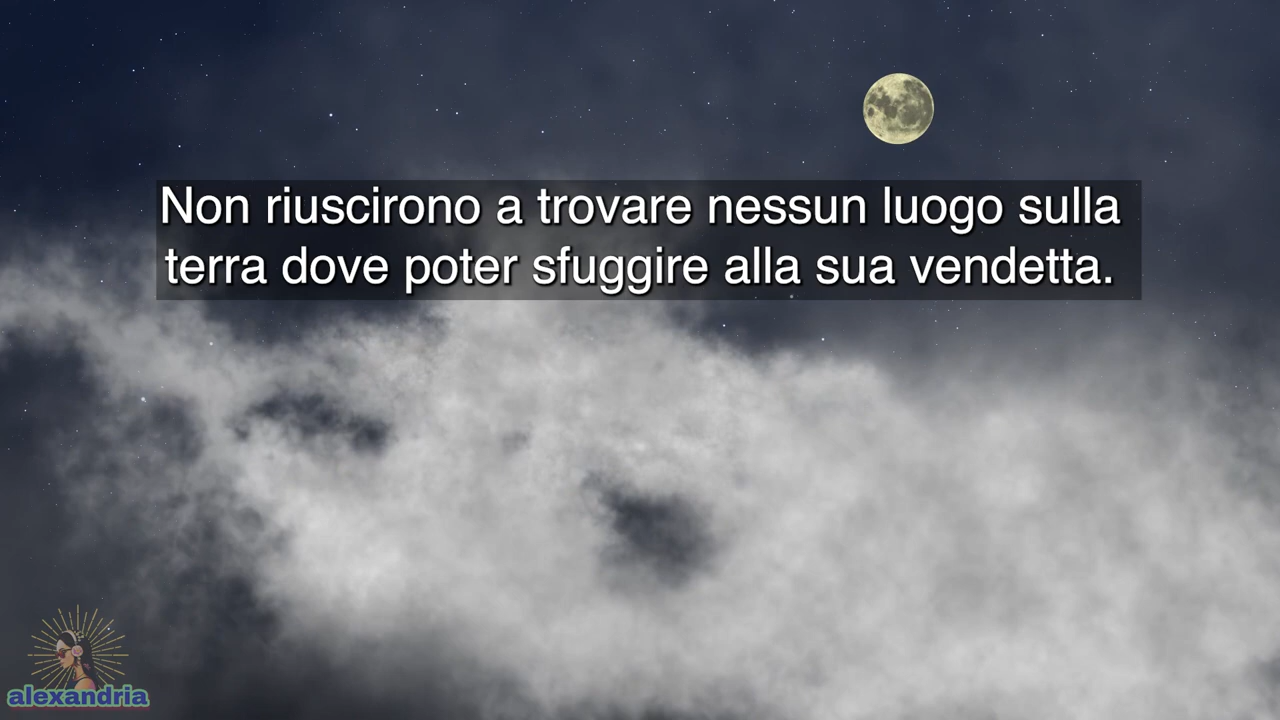 Non riuscirono a trovare nessun luogo sulla
terra dove poter sfuggire alla sua vendetta.
alexandria